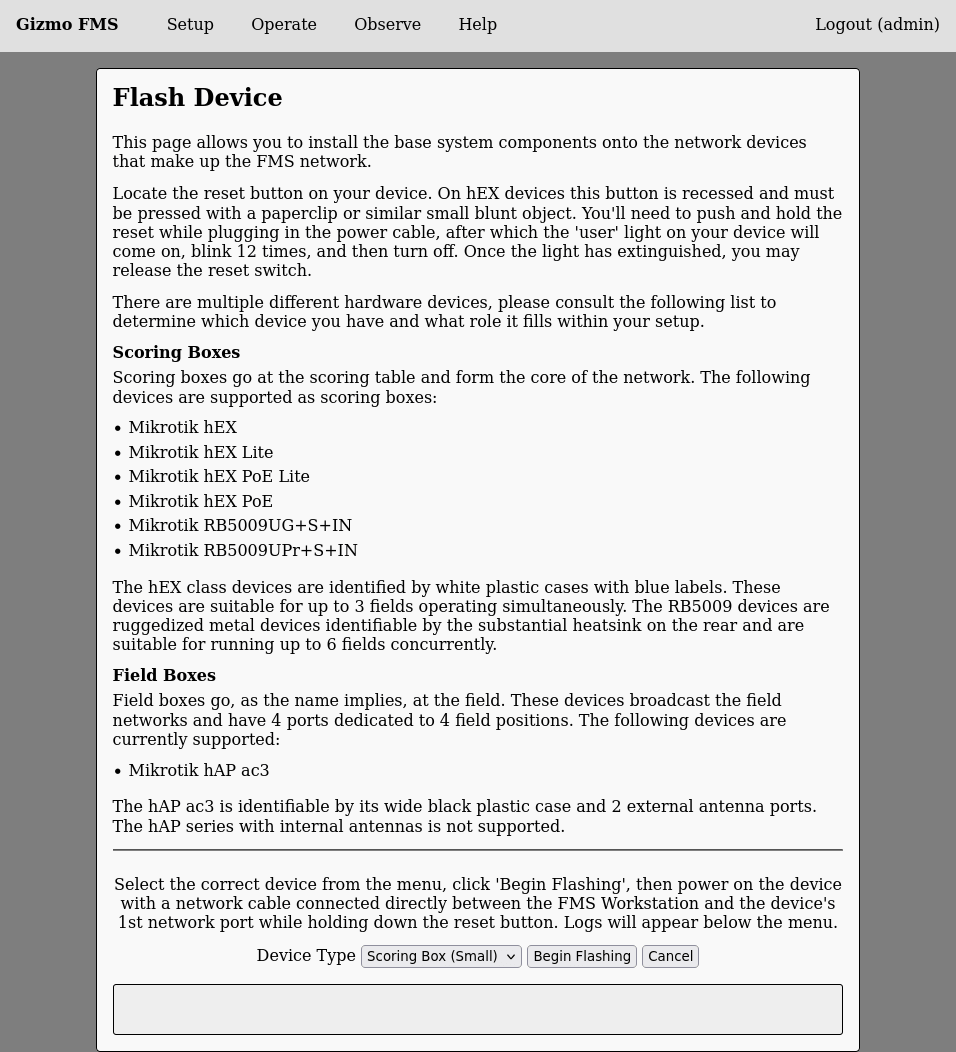 Gizmo FMS Setup Operate Observe Help Logout (admin)
Flash Device
This page allows you to install the base system components onto the network devices
that make up the FMS network.
Locate the reset button on your device. On hEX devices this button is recessed and must
be pressed with a paperclip or similar small blunt object. You'll need to push and hold the
reset while plugging in the power cable, after which the 'user' light on your device will
come on, blink 12 times, and then turn off. Once the light has extinguished, you may
release the reset switch.
There are multiple different hardware devices, please consult the following list to
determine which device you have and what role it fills within your setup.
Scoring Boxes
Scoring boxes go at the scoring table and form the core of the network. The following
devices are supported as scoring boxes:
• Mikrotik hEX
• Mikrotik hEX Lite
• Mikrotik hEX PoE Lite
• Mikrotik hEX PoE
• Mikrotik RB5009UG+S+IN
• Mikrotik RB5009UPr+S+IN
The hEX class devices are identified by white plastic cases with blue labels. These
devices are suitable for up to 3 fields operating simultaneously. The RB5009 devices are
ruggedized metal devices identifiable by the substantial heatsink on the rear and are
suitable for running up to 6 fields concurrently.
Field Boxes
Field boxes go, as the name implies, at the field. These devices broadcast the field
networks and have 4 ports dedicated to 4 field positions. The following devices are
currently supported:
• Mikrotik hAP ac3
The hAP ac3 is identifiable by its wide black plastic case and 2 external antenna ports.
The hAP series with internal antennas is not supported.
Select the correct device from the menu, click 'Begin Flashing', then power on the device
with a network cable connected directly between the FMS Workstation and the device's
1st network port while holding down the reset button. Logs will appear below the menu.
Device Type Scoring Box (Small) Begin Flashing Cancel